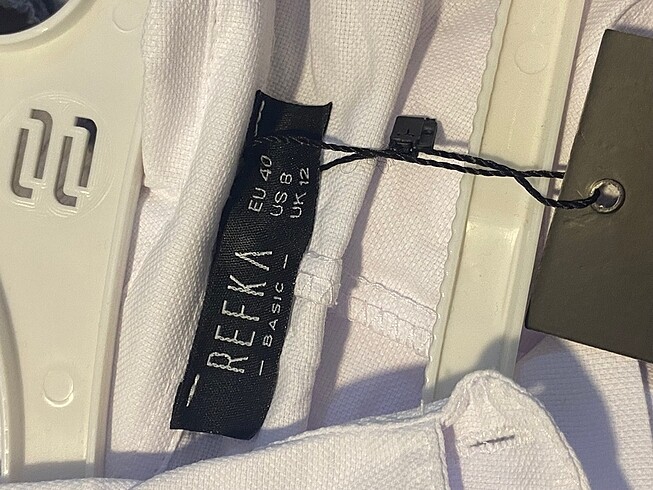 REFKA
— BASIC —
EU 40
US 8
UK 12